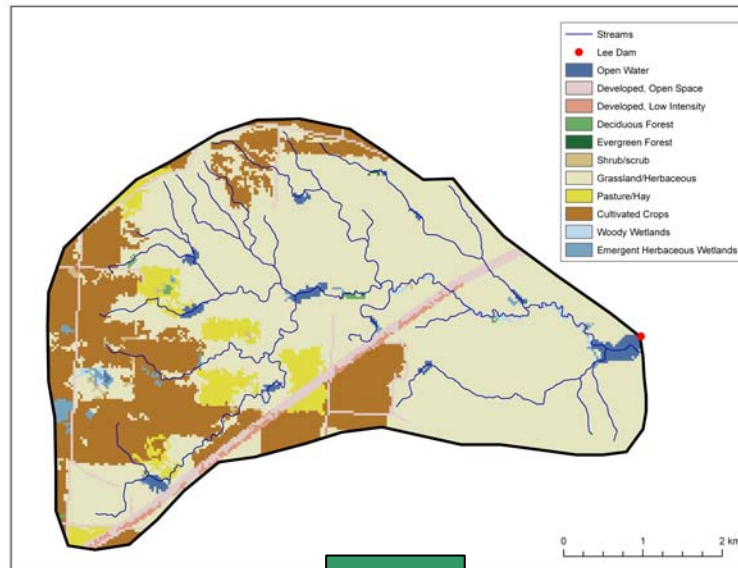 Streams
Lee Dam
Open Water
Developed, Open Space
Developed, Low Intensity
Deciduous Forest
Evergreen Forest
Shrub/scrub
Grassland/Herbaceous
Pasture/Hay
Cultivated Crops
Woody Wetlands
Emergent Herbaceous Wetlands
0 1 2 km